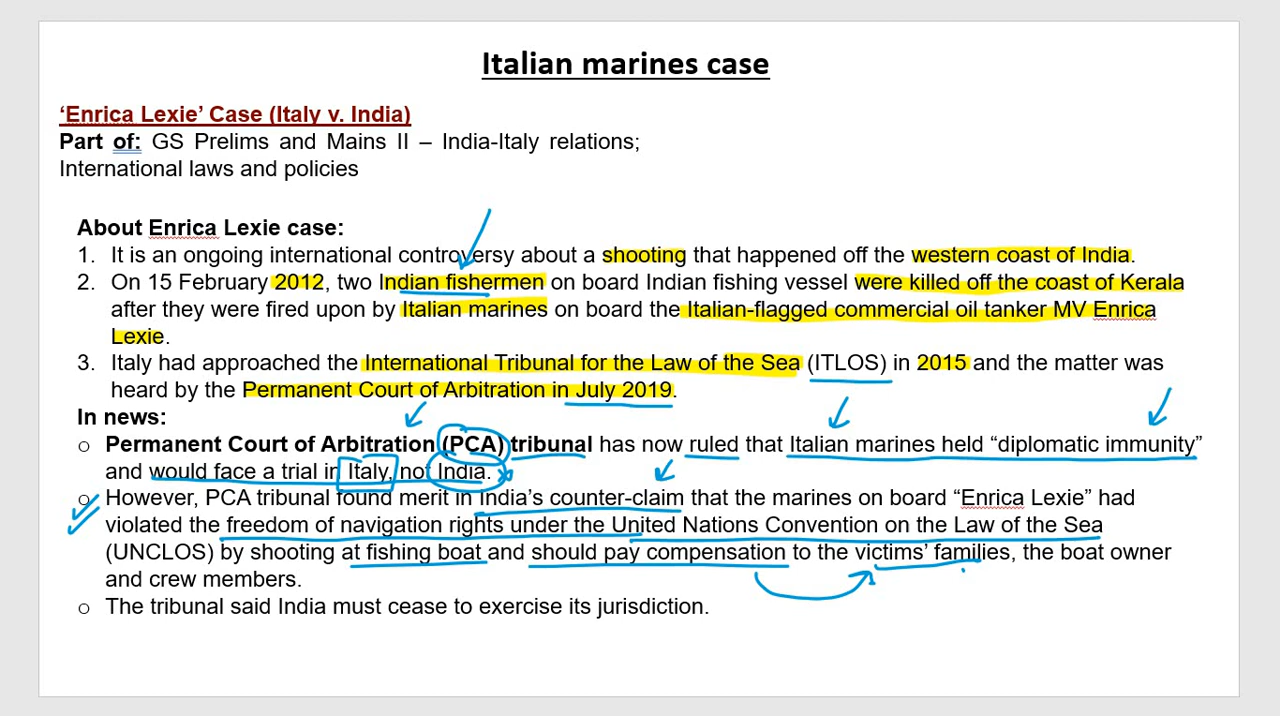 Italian marines case
‘Enrica Lexie’ Case (Italy v. India)
Part of: GS Prelims and Mains II – India-Italy relations;
International laws and policies
About Enrica Lexie case:
1. It is an ongoing international controversy about a shooting that happened off the western coast of India.
2. On 15 February 2012, two Indian fishermen on board Indian fishing vessel were killed off the coast of Kerala
after they were fired upon by Italian marines on board the Italian-flagged commercial oil tanker MV Enrica
Lexie.
3. Italy had approached the International Tribunal for the Law of the Sea (ITLOS) in 2015 and the matter was
heard by the Permanent Court of Arbitration in July 2019.
In news:
o Permanent Court of Arbitration (PCA) tribunal has now ruled that Italian marines held “diplomatic immunity”
and would face a trial in Italy, not India.
o However, PCA tribunal found merit in India’s counter-claim that the marines on board “Enrica Lexie” had
violated the freedom of navigation rights under the United Nations Convention on the Law of the Sea
(UNCLOS) by shooting at fishing boat and should pay compensation to the victims’ families, the boat owner
and crew members.
o The tribunal said India must cease to exercise its jurisdiction.